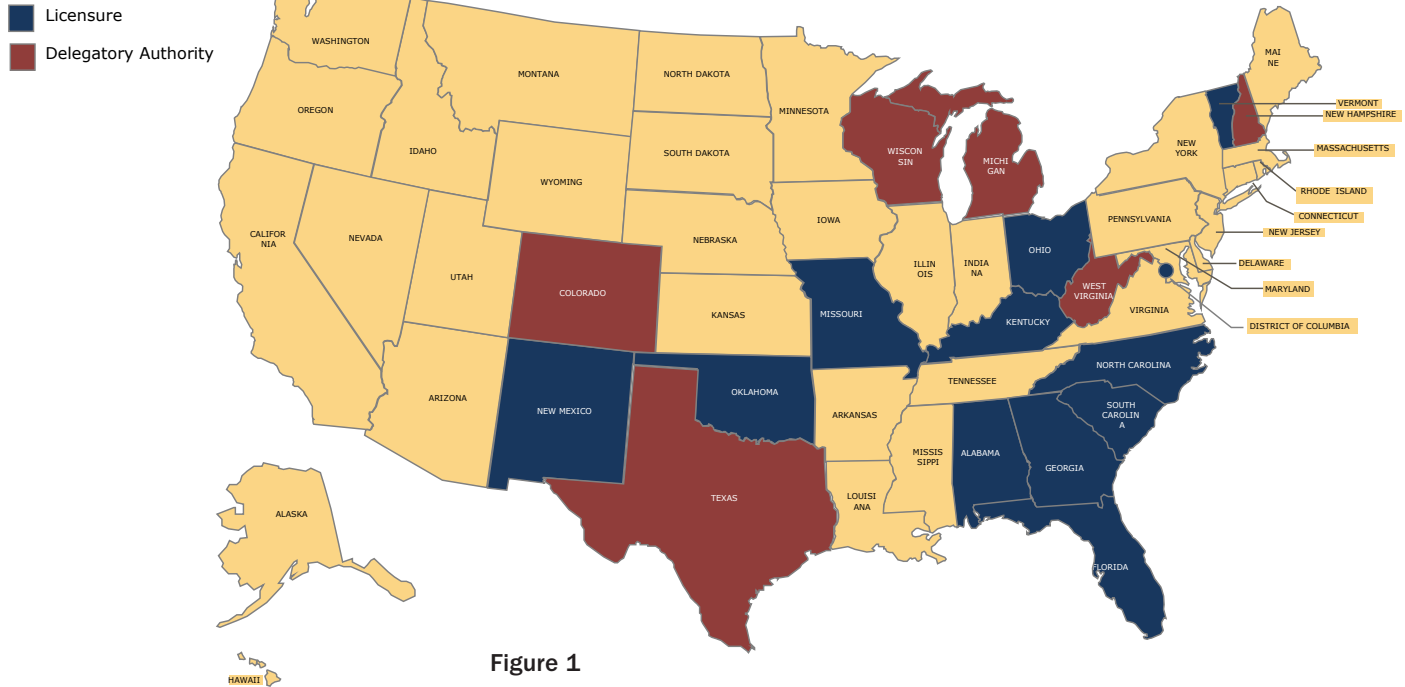 Licensure
Delegatory Authority
WASHINGTON
MONTANA
NORTH DAKOTA
MINNESOTA
MAI
NE
OREGON
IDAHO
WYOMING
SOUTH DAKOTA
WISCON
SIN
MICHI
GAN
NEW
YORK
VERMONT
NEW HAMPSHIRE
MASSACHUSETTS
RHODE ISLAND
CONNECTICUT
NEW JERSEY
DELAWARE
MARYLAND
DISTRICT OF COLUMBIA
CALIFOR
NIA
NEVADA
UTAH
COLORADO
NEBRASKA
IOWA
ILLIN
OIS
INDIA
NA
OHIO
PENNSYLVANIA
WEST
VIRGINIA
VIRGINIA
KANSAS
MISSOURI
KENTUCKY
ARIZONA
NEW MEXICO
OKLAHOMA
ARKANSAS
TENNESSEE
NORTH CAROLINA
SOUTH
CAROLIN
A
TEXAS
LOUISI
ANA
MISSIS
SIPPI
ALABAMA
GEORGIA
FLORIDA
ALASKA
HAWAII
Figure 1